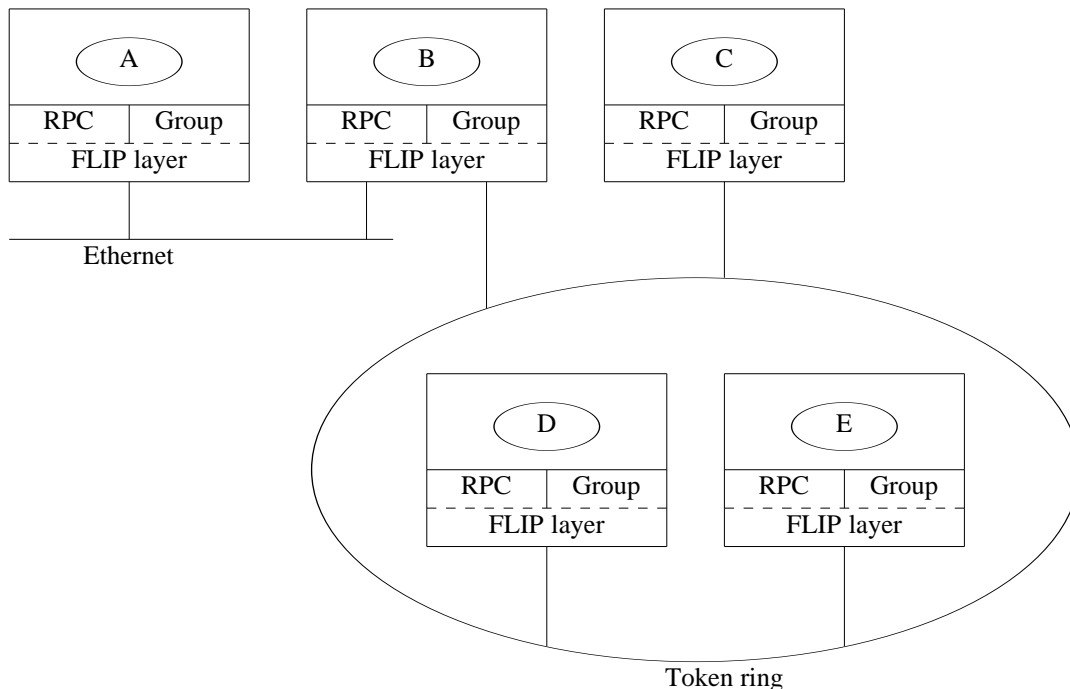 A B C
RPC Group RPC Group RPC Group
FLIP layer FLIP layer FLIP layer
Ethernet
D E
RPC Group RPC Group
FLIP layer FLIP layer
Token ring